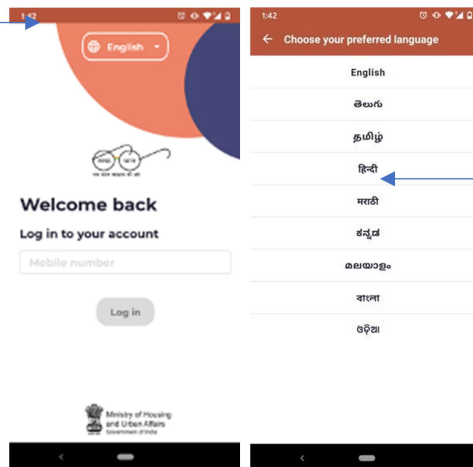 1:42
English
Welcome back
Log in to your account
Mobile number
Log in
Ministry of Housing
and Urban Affairs
Government of India
1:42
Choose your preferred language
English
తెలుగు
தமிழ்
हिन्दी
मराठी
ಕನ್ನಡ
മലയാളം
বাংলা
ଓଡ଼ିଆ